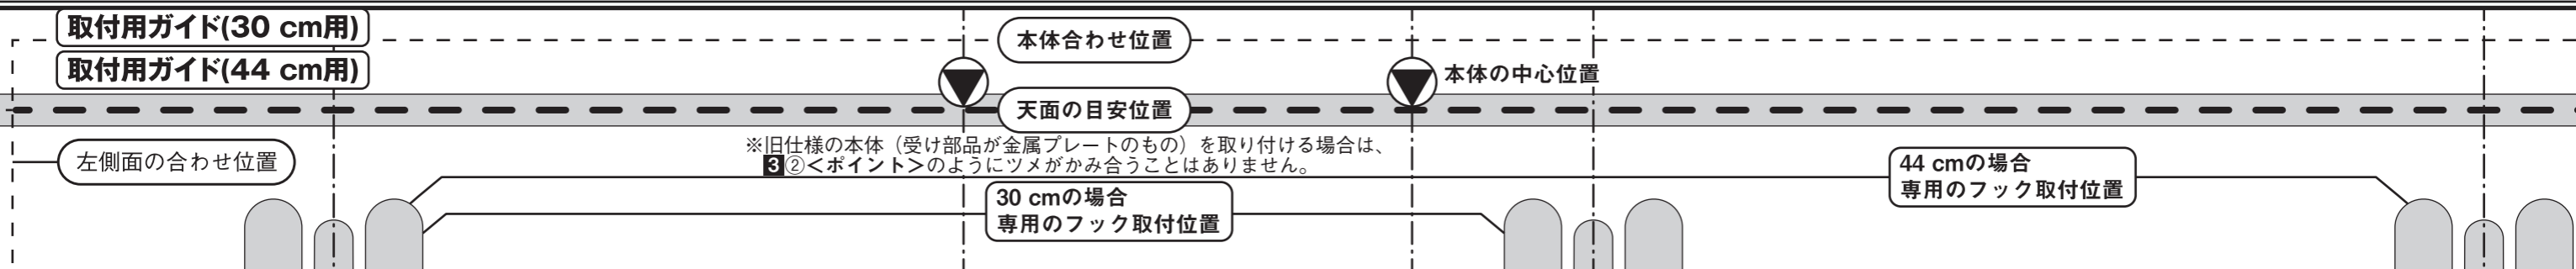 取付用ガイド(30 cm用)
取付用ガイド(44 cm用)
本体合わせ位置
本体の中心位置
天面の目安位置
左側面の合わせ位置
※旧仕様の本体（受け部品が金属プレートのもの）を取り付ける場合は、
3②＜ポイント＞のようにツメがかみ合うことはありません。
44 cmの場合
専用のフック取付位置
30 cmの場合
専用のフック取付位置